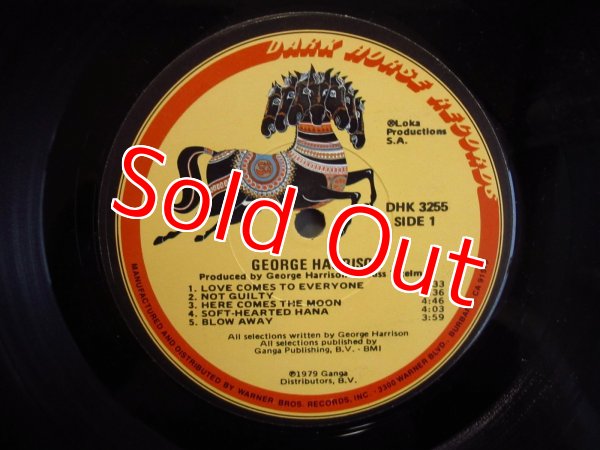 DARK HORSE RECORDS
℗Loka
Productions
S.A.
DHK 3255
SIDE 1
Sold Out
GEORGE
Produced by George Harrison
1. LOVE COMES TO EVERYONE
2. NOT GUILTY
3. HERE COMES THE MOON 4:46
4. SOFT-HEARTED HANA 4:03
5. BLOW AWAY 3:59
All selections written by George Harrison
All selections published by
Ganga Publishing, B.V. - BMI
℗1979 Ganga
Distributors, B.V.
MANUFACTURED AND DISTRIBUTED BY WARNER BROS. RECORDS, INC. · 3300 WARNER BLVD. BURBANK, CA